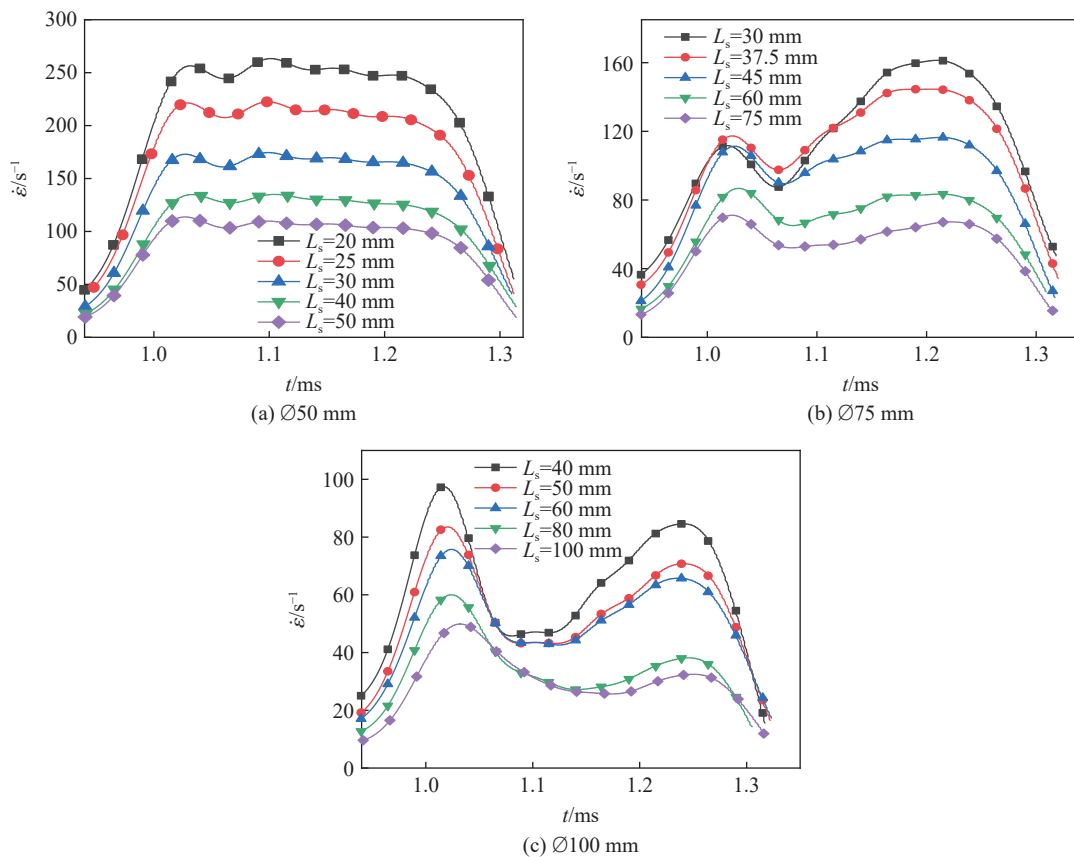 300
250
200
150
100
50
0
ε̇/s⁻¹
Lₛ=20 mm
Lₛ=25 mm
Lₛ=30 mm
Lₛ=40 mm
Lₛ=50 mm
1.0 1.1 1.2 1.3
t/ms
(a) ∅50 mm
160
120
80
40
0
ε̇/s⁻¹
Lₛ=30 mm
Lₛ=37.5 mm
Lₛ=45 mm
Lₛ=60 mm
Lₛ=75 mm
1.0 1.1 1.2 1.3
t/ms
(b) ∅75 mm
100
80
60
40
20
0
ε̇/s⁻¹
Lₛ=40 mm
Lₛ=50 mm
Lₛ=60 mm
Lₛ=80 mm
Lₛ=100 mm
1.0 1.1 1.2 1.3
t/ms
(c) ∅100 mm